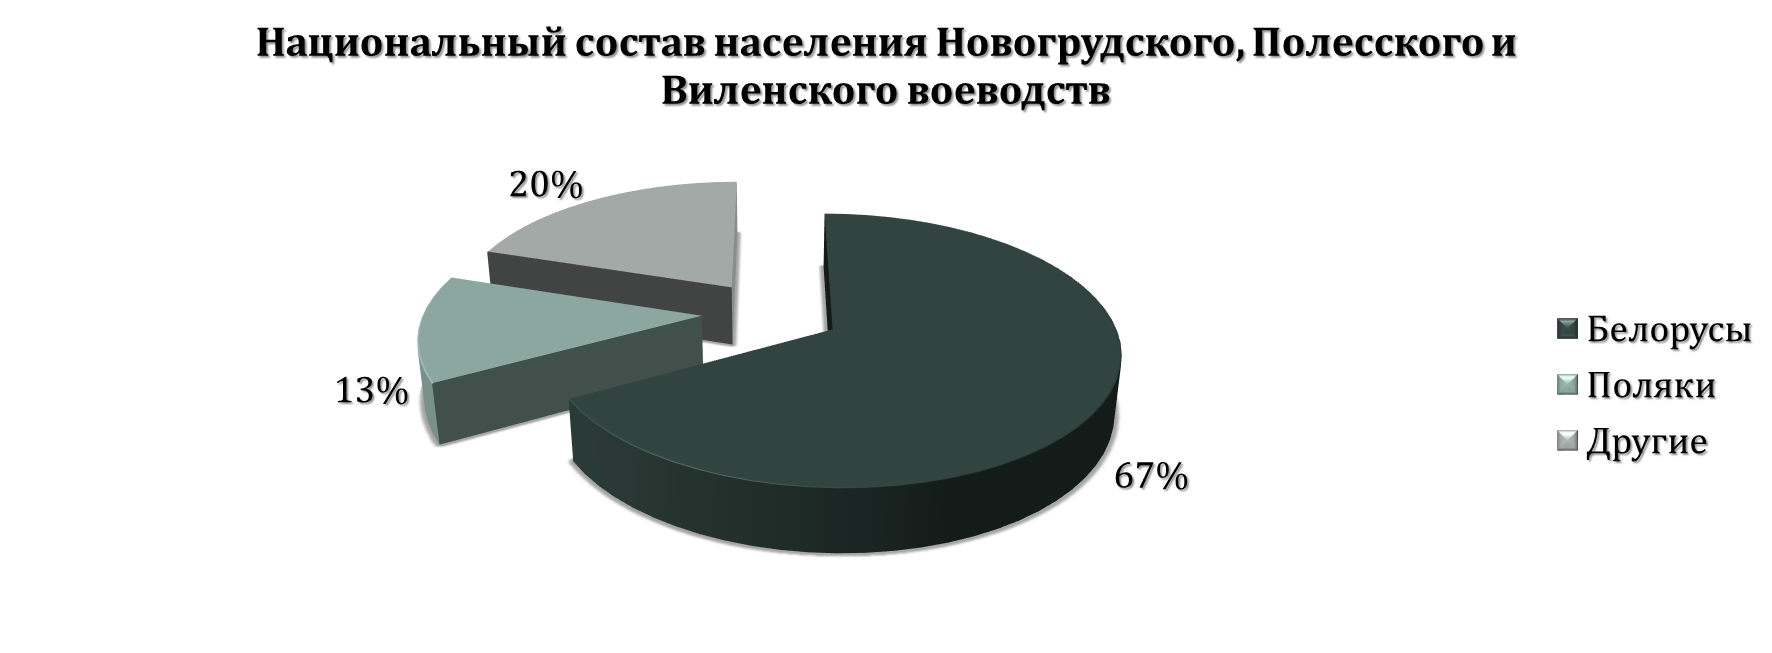 Национальный состав населения Новогрудского, Полесского и
Виленского воеводств
20%
13%
67%
Белорусы
Поляки
Другие